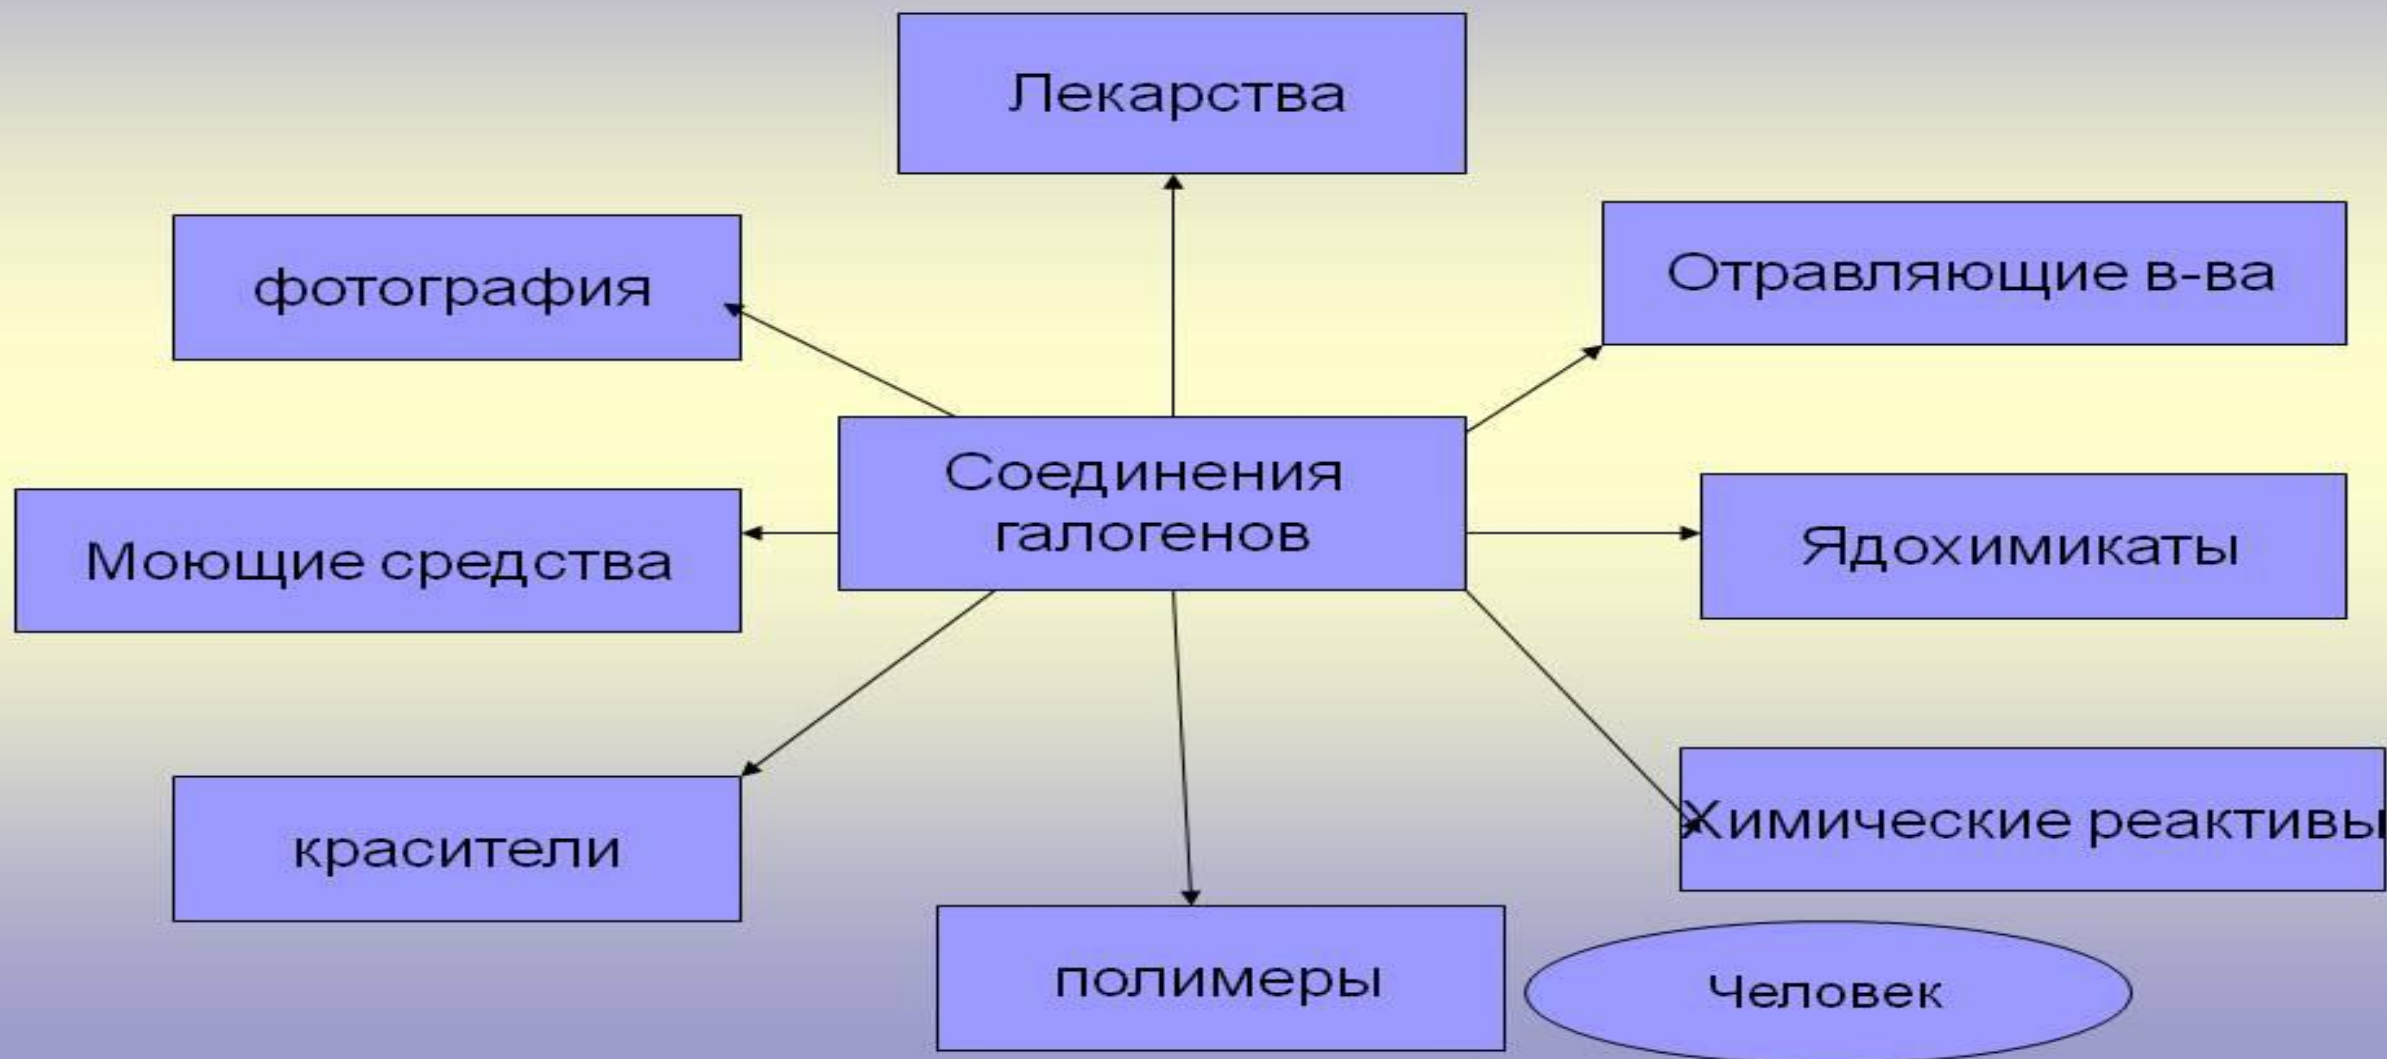 Лекарства
фотография
Отравляющие в-ва
Соединения
галогенов
Моющие средства
Ядохимикаты
красители
Химические реактивы
полимеры
Человек